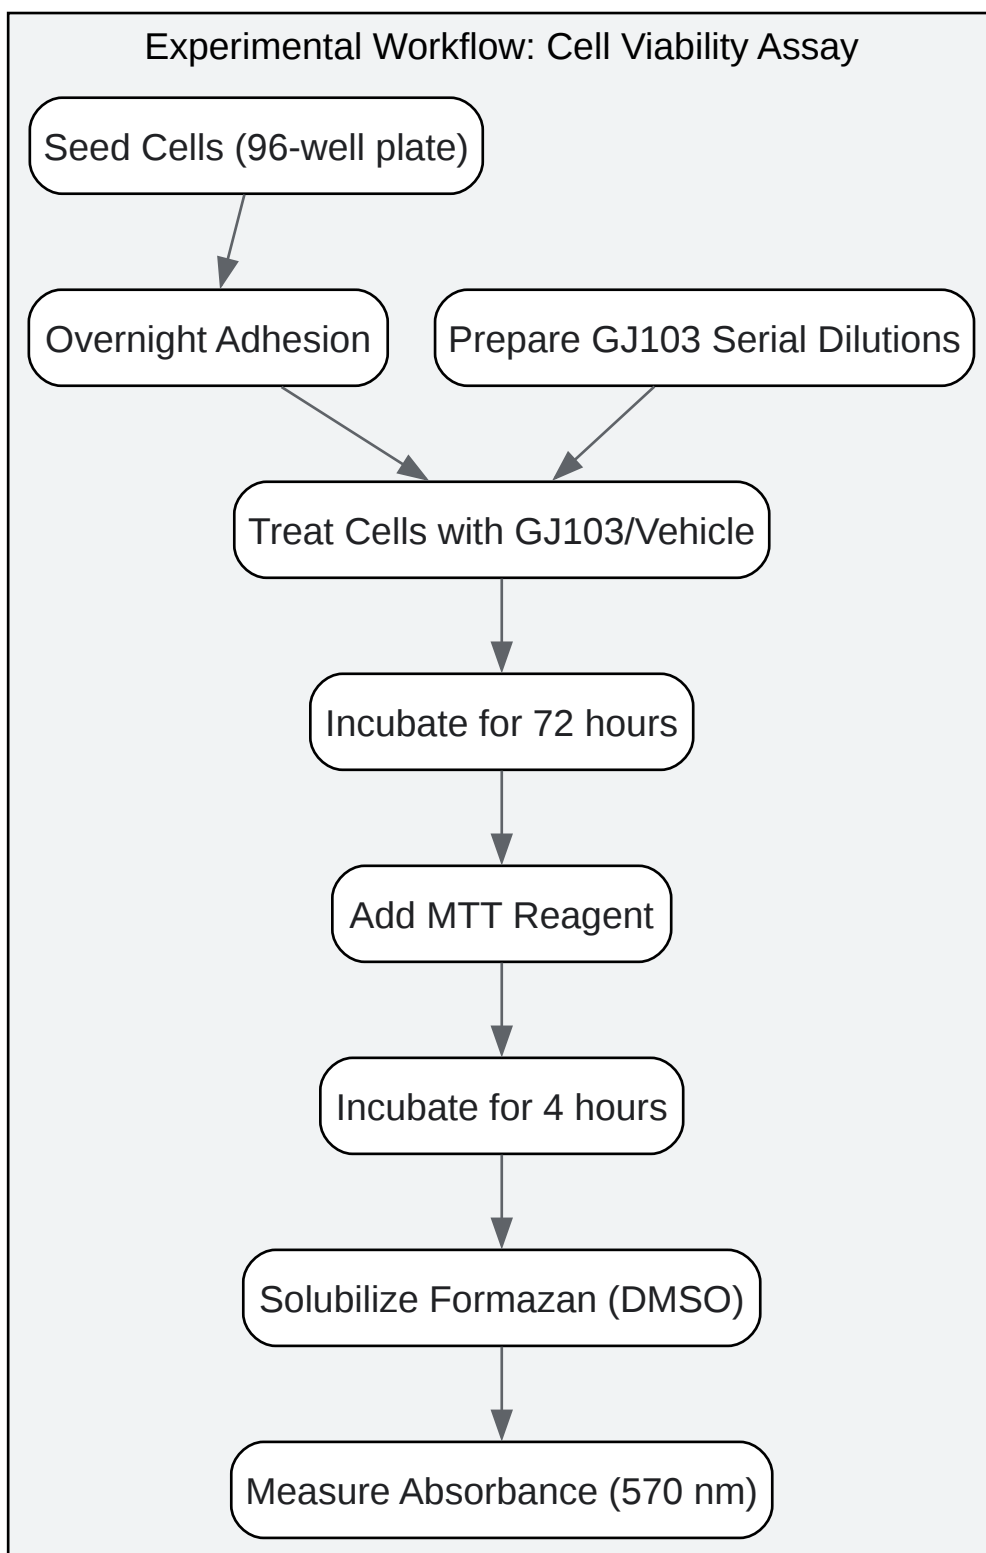 Experimental Workflow: Cell Viability Assay
Seed Cells (96-well plate)
Overnight Adhesion
Prepare GJ103 Serial Dilutions
Treat Cells with GJ103/Vehicle
Incubate for 72 hours
Add MTT Reagent
Incubate for 4 hours
Solubilize Formazan (DMSO)
Measure Absorbance (570 nm)